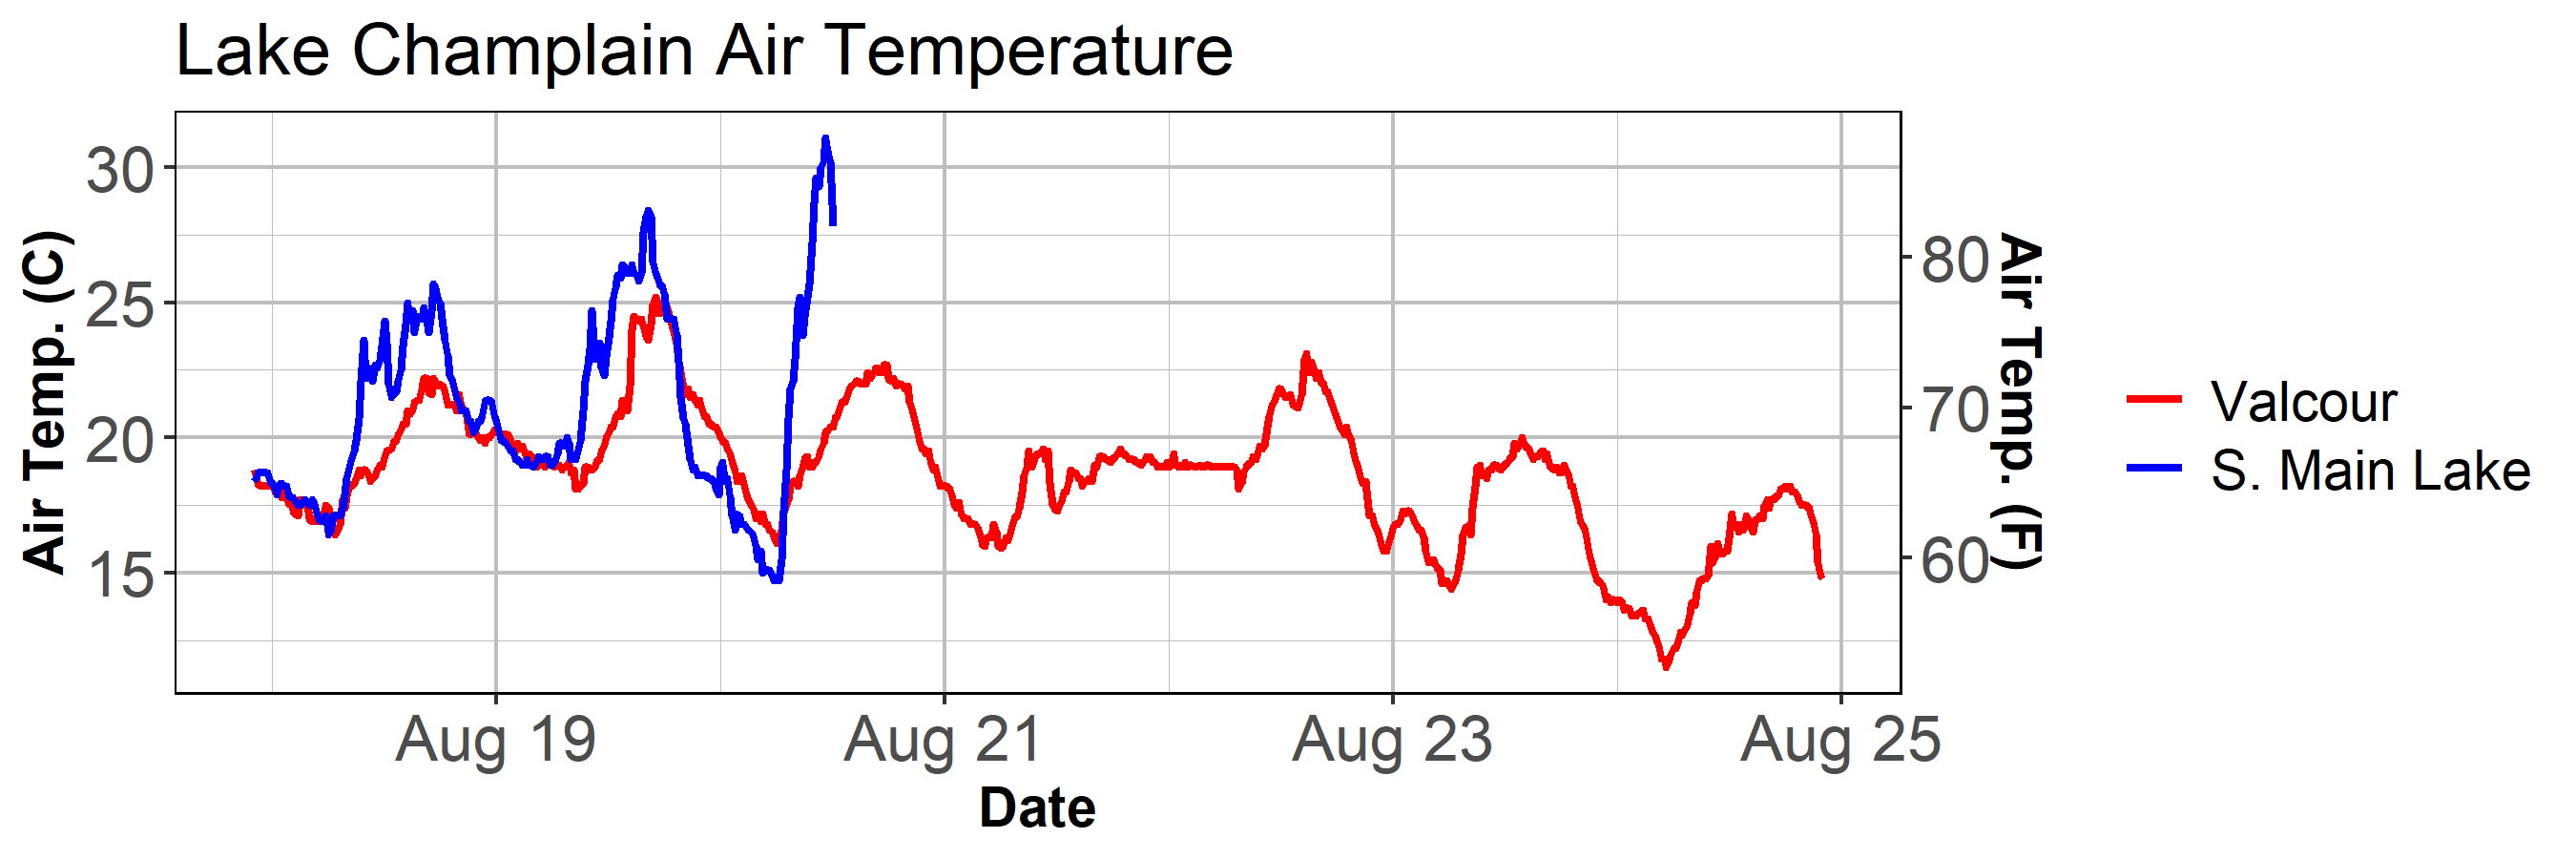 Lake Champlain Air Temperature
Air Temp. (C)
30
25
20
15
80
70
60
Air Temp. (F)
Aug 19
Aug 21
Aug 23
Aug 25
Date
Valcour
S. Main Lake